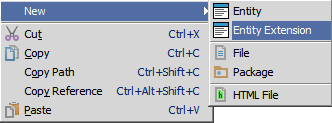 New
Cut Ctrl+X
Copy Ctrl+C
Copy Path Ctrl+Shift+C
Copy Reference Ctrl+Alt+Shift+C
Paste Ctrl+V
Entity
Entity Extension
File
Package
HTML File